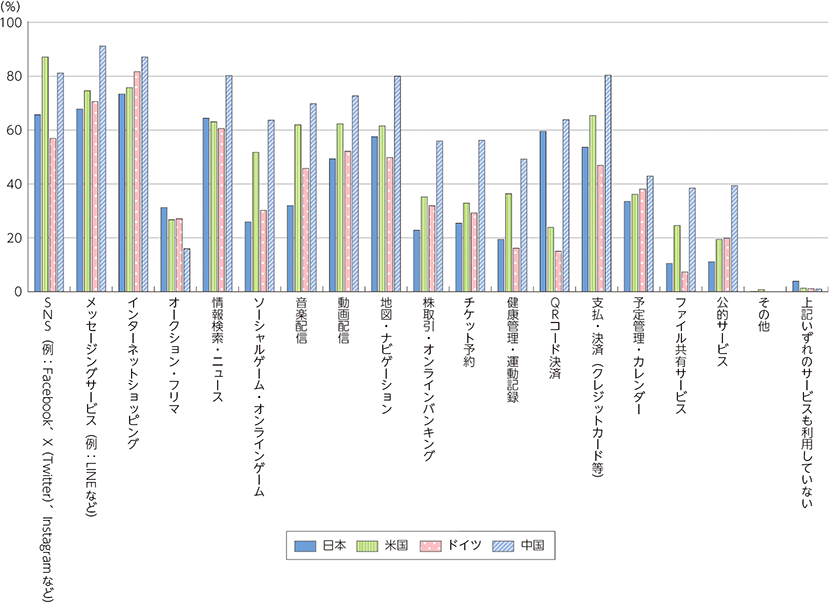 (%)
100
80
60
40
20
0
SNS（例：Facebook、X（Twitter）、Instagramなど）
メッセージングサービス（例：LINEなど）
インターネットショッピング
オークション・フリマ
情報検索・ニュース
ソーシャルゲーム・オンラインゲーム
音楽配信
動画配信
地図・ナビゲーション
株取引・オンラインバンキング
チケット予約
健康管理・運動記録
QRコード決済
支払・決済（クレジットカード等）
予定管理・カレンダー
ファイル共有サービス
公的サービス
その他
上記いずれのサービスも利用していない
日本 米国 ドイツ 中国